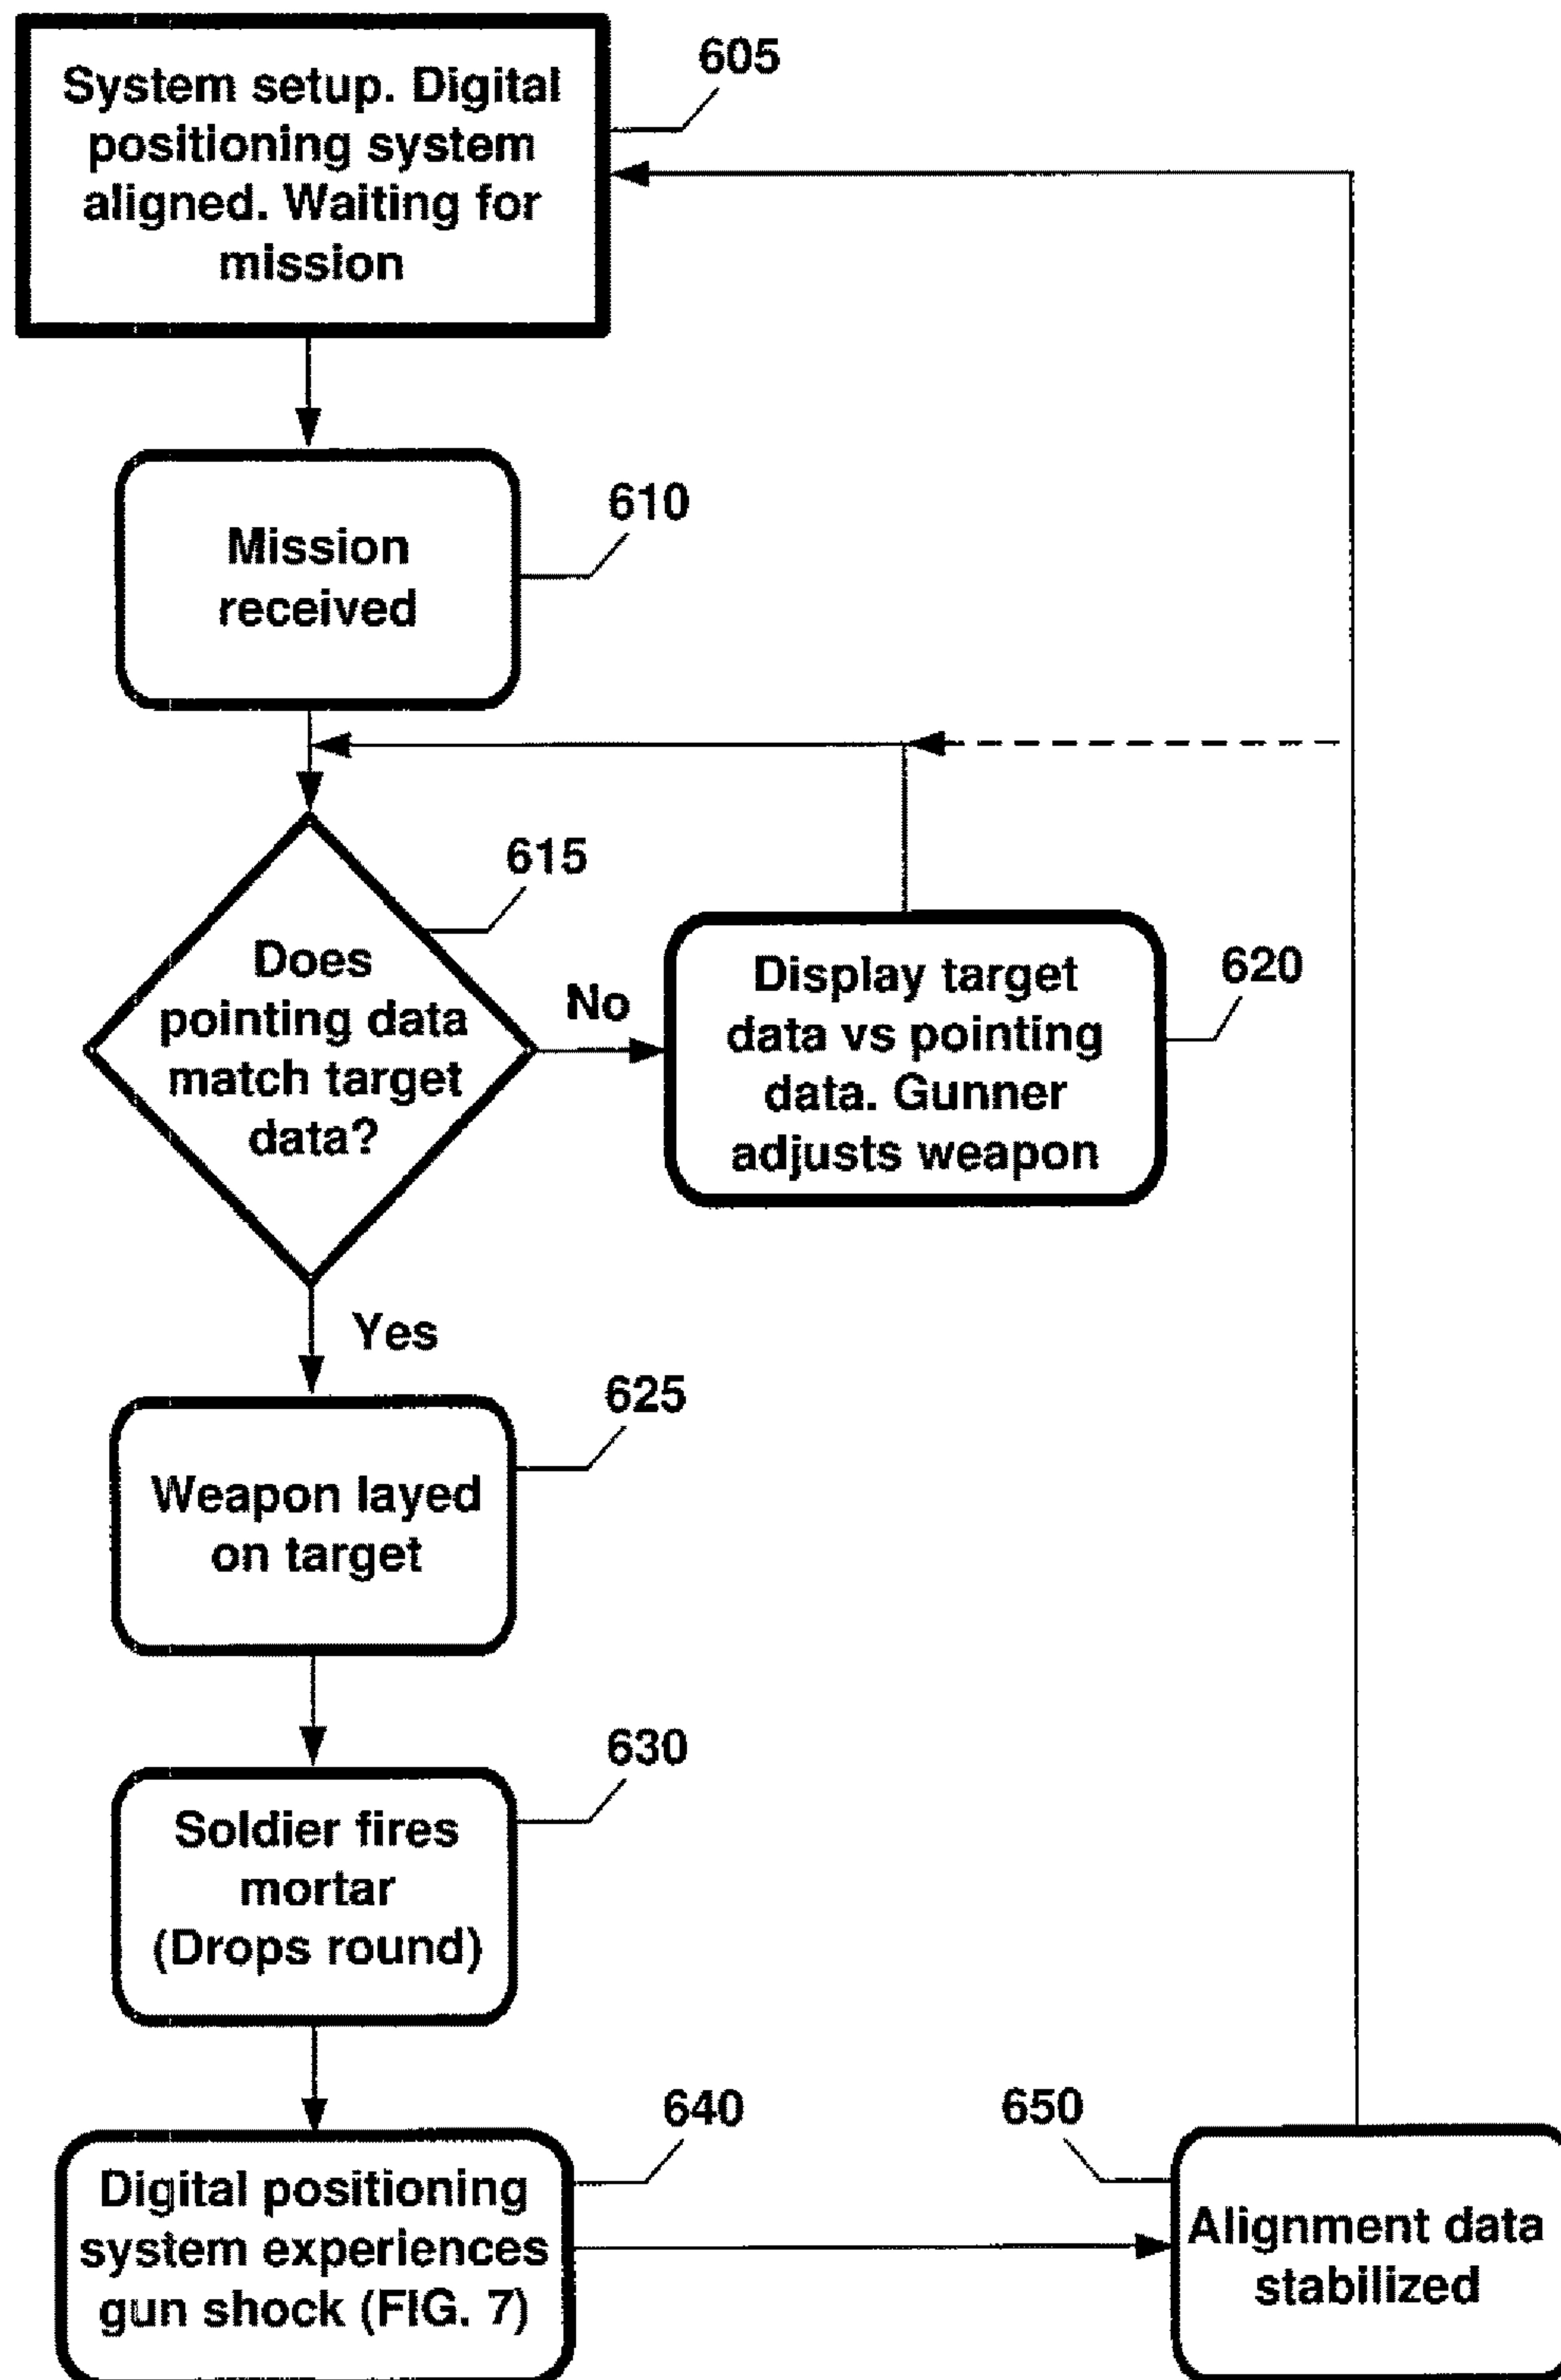 605
System setup. Digital
positioning system
aligned. Waiting for
mission
610
Mission
received
615
Does
pointing data
match target
data?
No
620
Display target
data vs pointing
data. Gunner
adjusts weapon
Yes
625
Weapon layed
on target
630
Soldier fires
mortar
(Drops round)
640
Digital positioning
system experiences
gun shock (FIG. 7)
650
Alignment data
stabilized